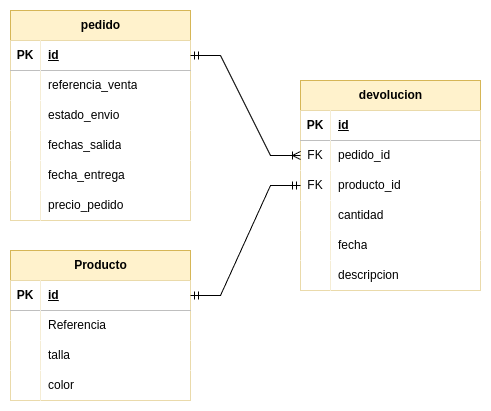 pedido
PK id
referencia_venta
estado_envio
fechas_salida
fecha_entrega
precio_pedido
devolucion
PK id
FK pedido_id
FK producto_id
cantidad
fecha
descripcion
Producto
PK id
Referencia
talla
color